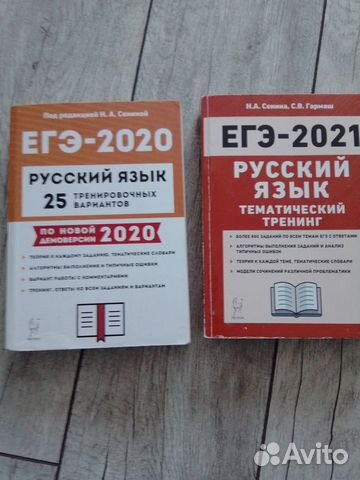 Под редакцией Н. А. Сениной
ЕГЭ-2020
РУССКИЙ ЯЗЫК
25 ТРЕНИРОВОЧНЫХ
ВАРИАНТОВ
ПО НОВОЙ
ДЕМОВЕРСИИ 2020
ТЕОРИЯ К КАЖДОМУ ЗАДАНИЮ, ТЕМАТИЧЕСКИЕ СЛОВАРИ
АЛГОРИТМЫ ВЫПОЛНЕНИЯ И ТИПИЧНЫЕ ОШИБКИ
ВАРИАНТ РАБОТЫ С КОММЕНТАРИЯМИ
ТРЕНИНГ, ОТВЕТЫ КО ВСЕМ ЗАДАНИЯМ И ВАРИАНТАМ
Н.А. Сенина, С.В. Гармаш
ЕГЭ-2021
РУССКИЙ
ЯЗЫК
ТЕМАТИЧЕСКИЙ
ТРЕНИНГ
БОЛЕЕ 800 ЗАДАНИЙ ПО ВСЕМ ТЕМАМ ЕГЭ С ОТВЕТАМИ
АЛГОРИТМЫ ВЫПОЛНЕНИЯ ЗАДАНИЙ И АНАЛИЗ
ТИПИЧНЫХ ОШИБОК
ТЕОРИЯ К КАЖДОЙ ТЕМЕ, ТЕМАТИЧЕСКИЕ СЛОВАРИ
МОДЕЛИ СОЧИНЕНИЙ РАЗЛИЧНОЙ ПРОБЛЕМАТИКИ
Avito